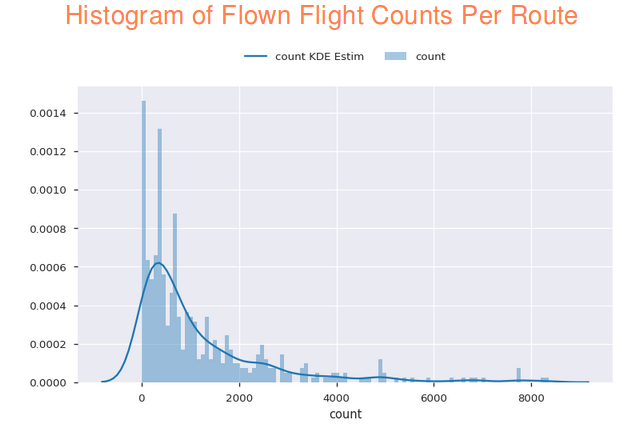 Histogram of Flown Flight Counts Per Route
count KDE Estim count
0.0014
0.0012
0.0010
0.0008
0.0006
0.0004
0.0002
0.0000
0 2000 4000 6000 8000
count